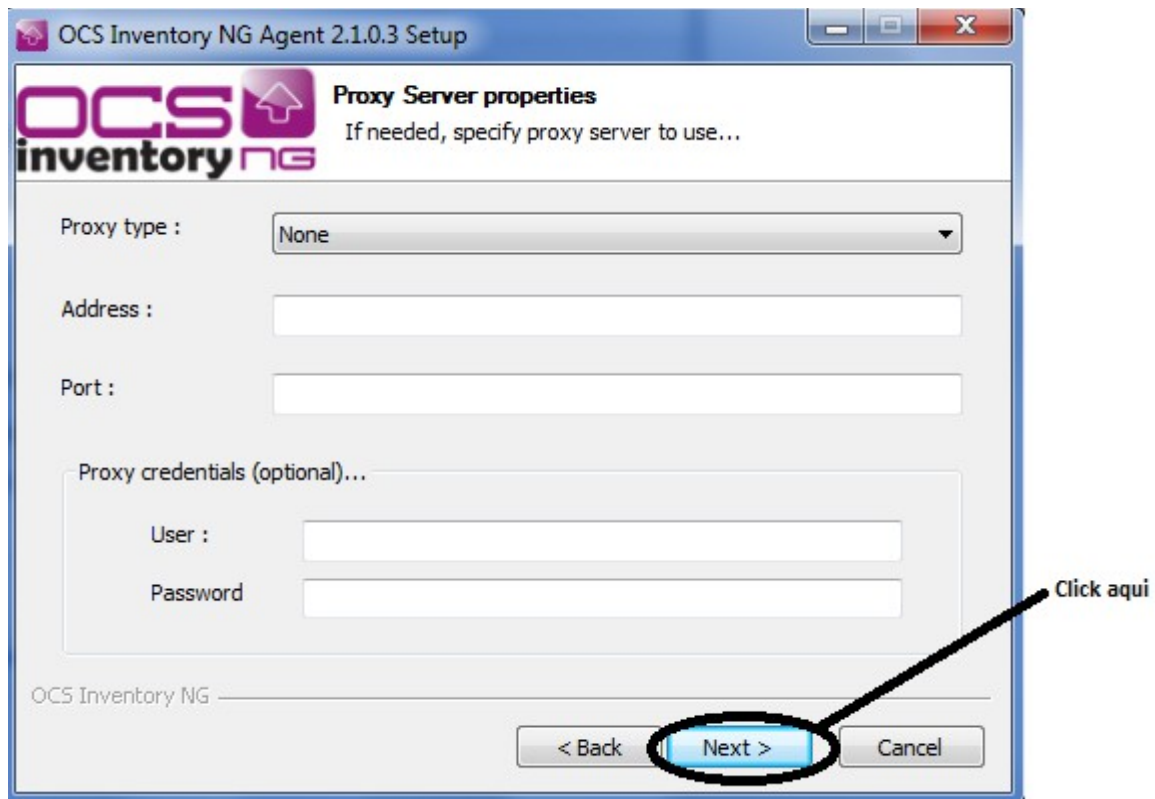 OCS Inventory NG Agent 2.1.0.3 Setup
OCS
inventory NG
Proxy Server properties
If needed, specify proxy server to use...
Proxy type :
None
Address :
Port :
Proxy credentials (optional)...
User :
Password
Click aqui
OCS Inventory NG
< Back
Next >
Cancel